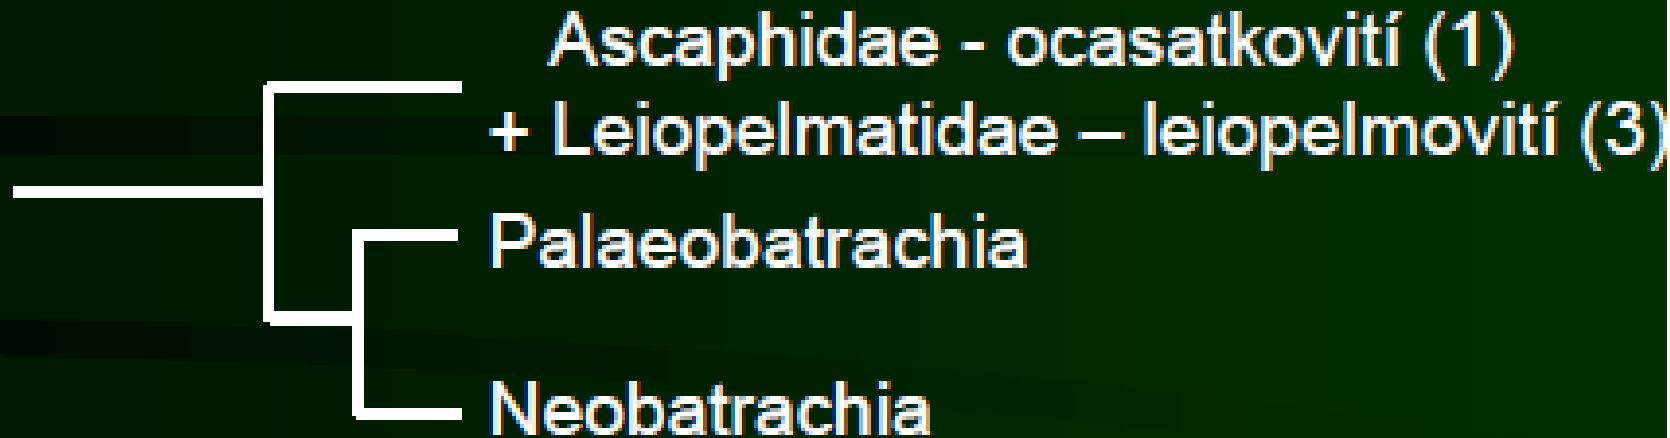 Ascaphidae - ocasatkovití (1)
+ Leiopelmatidae – leiopelmovití (3)
Palaeobatrachia
Neobatrachia